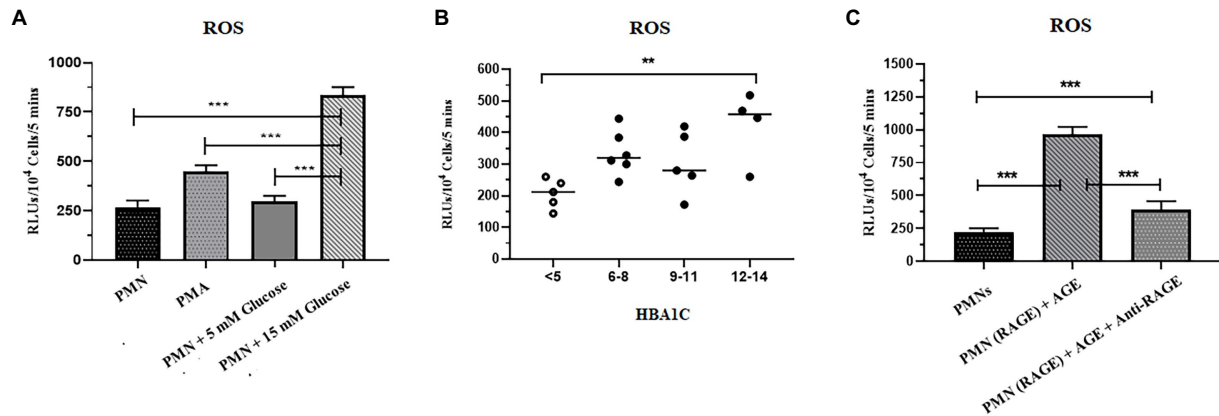 A
ROS
RLUs/10⁴ Cells/5 mins
1000
750
500
250
0
***
***
***
PMN
PMA
PMN + 5 mM Glucose
PMN + 15 mM Glucose
B
ROS
RLUs/10⁴ Cells/5 mins
600
500
400
300
200
100
0
**
<5
6-8
9-11
12-14
HBA1C
C
ROS
RLUs/10⁴ Cells/5 mins
1500
1250
1000
750
500
250
0
***
***
***
PMNs
PMN (RAGE) + AGE
PMN (RAGE) + AGE + Anti-RAGE